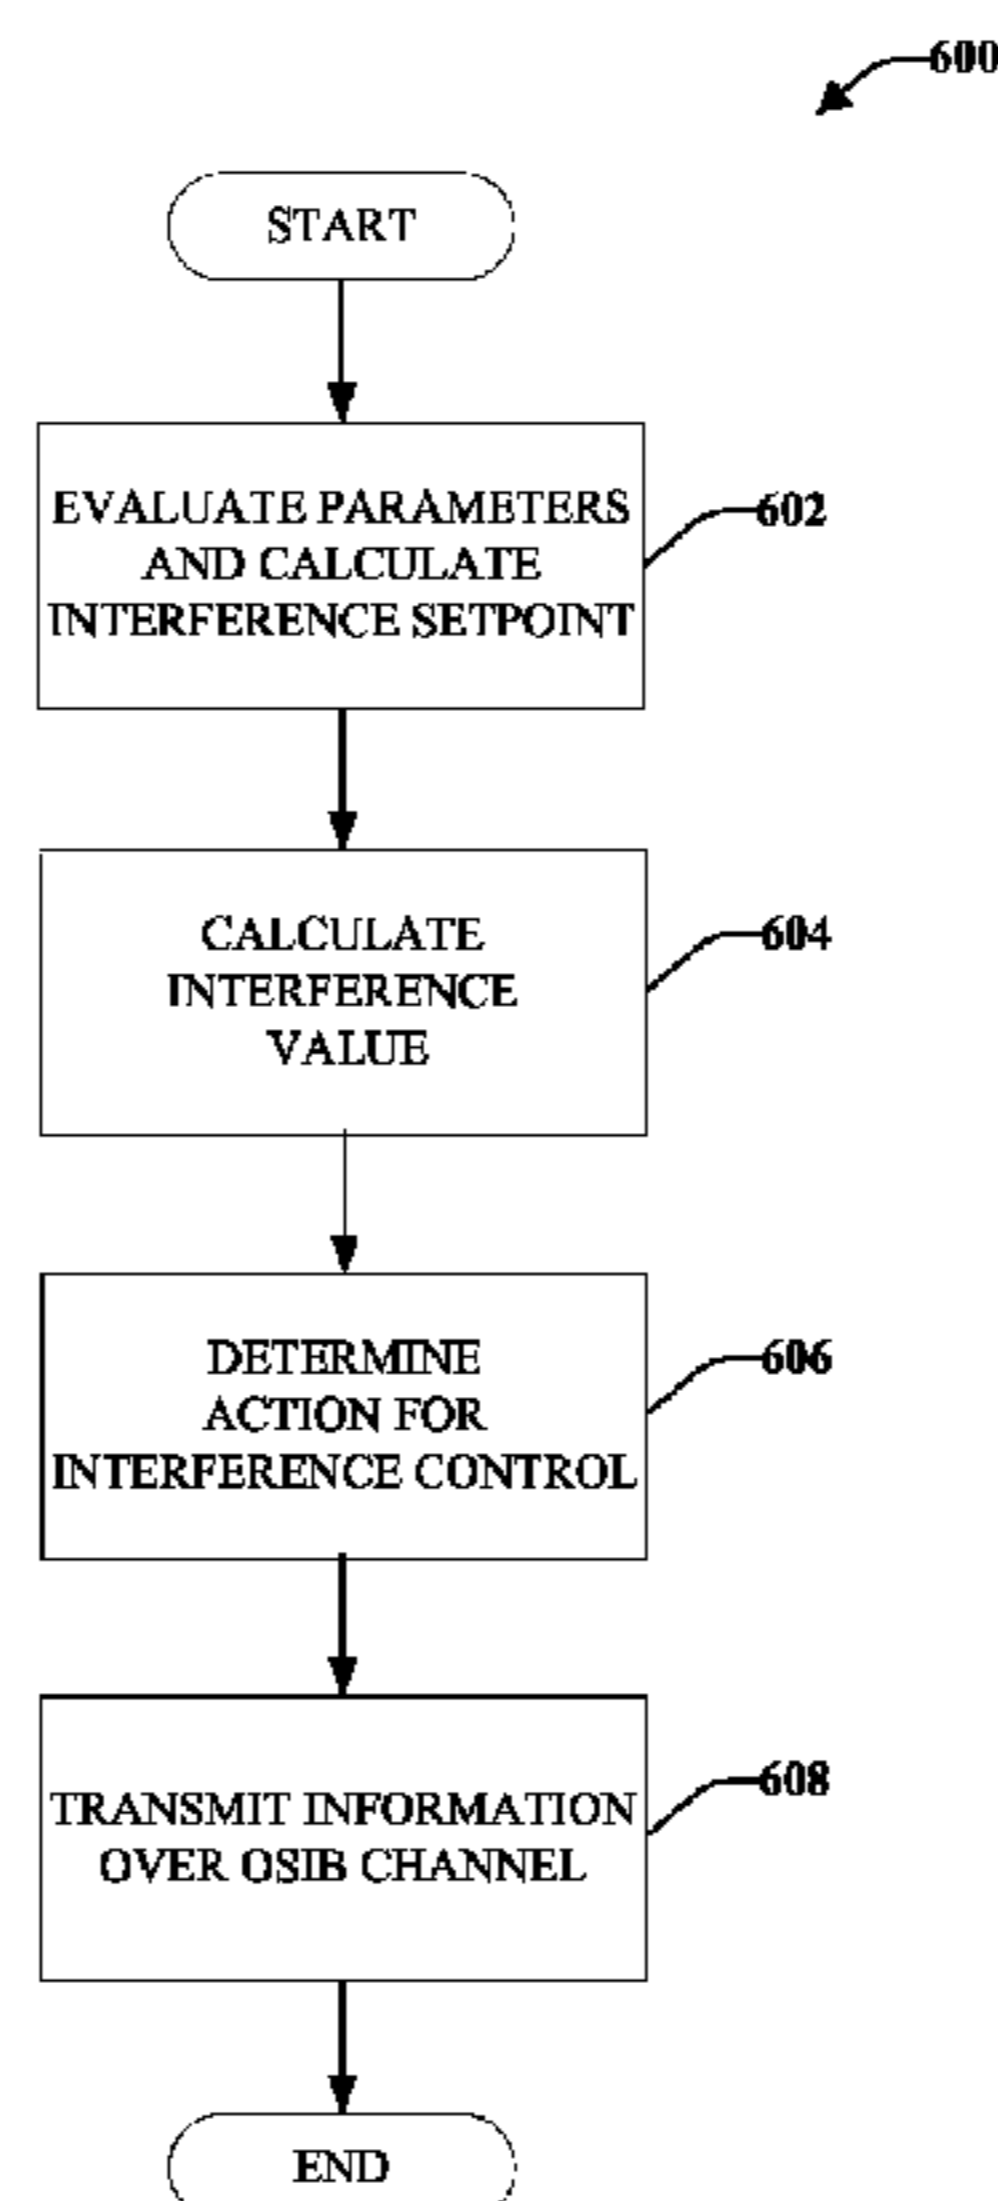 600
START
EVALUATE PARAMETERS
AND CALCULATE
INTERFERENCE SETPOINT
602
CALCULATE
INTERFERENCE
VALUE
604
DETERMINE
ACTION FOR
INTERFERENCE CONTROL
606
TRANSMIT INFORMATION
OVER OSIB CHANNEL
608
END